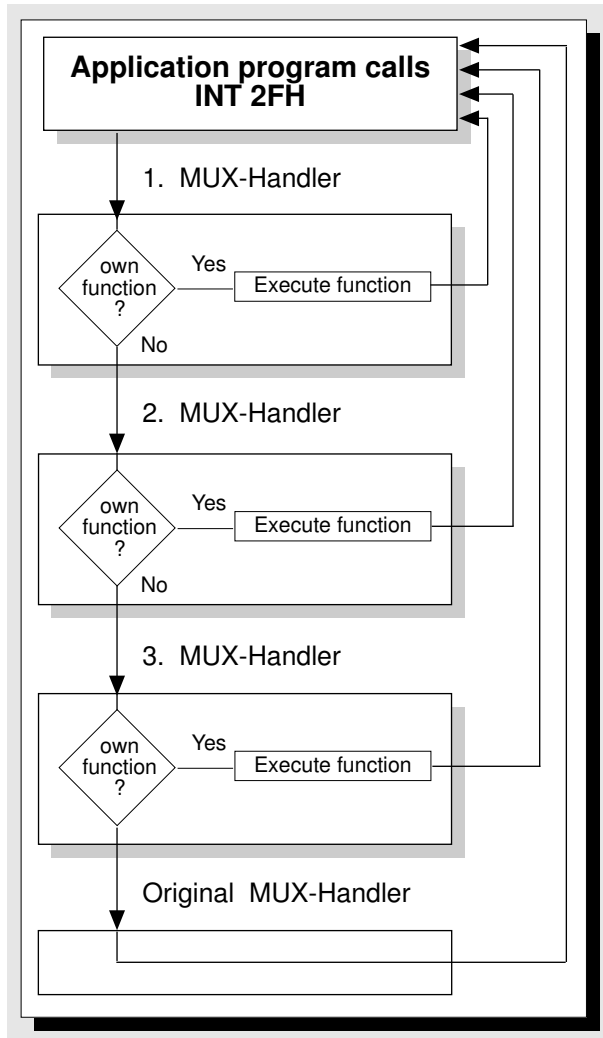 Application program calls
INT 2FH
1. MUX-Handler
own
function
?
Yes
Execute function
No
2. MUX-Handler
own
function
?
Yes
Execute function
No
3. MUX-Handler
own
function
?
Yes
Execute function
Original MUX-Handler